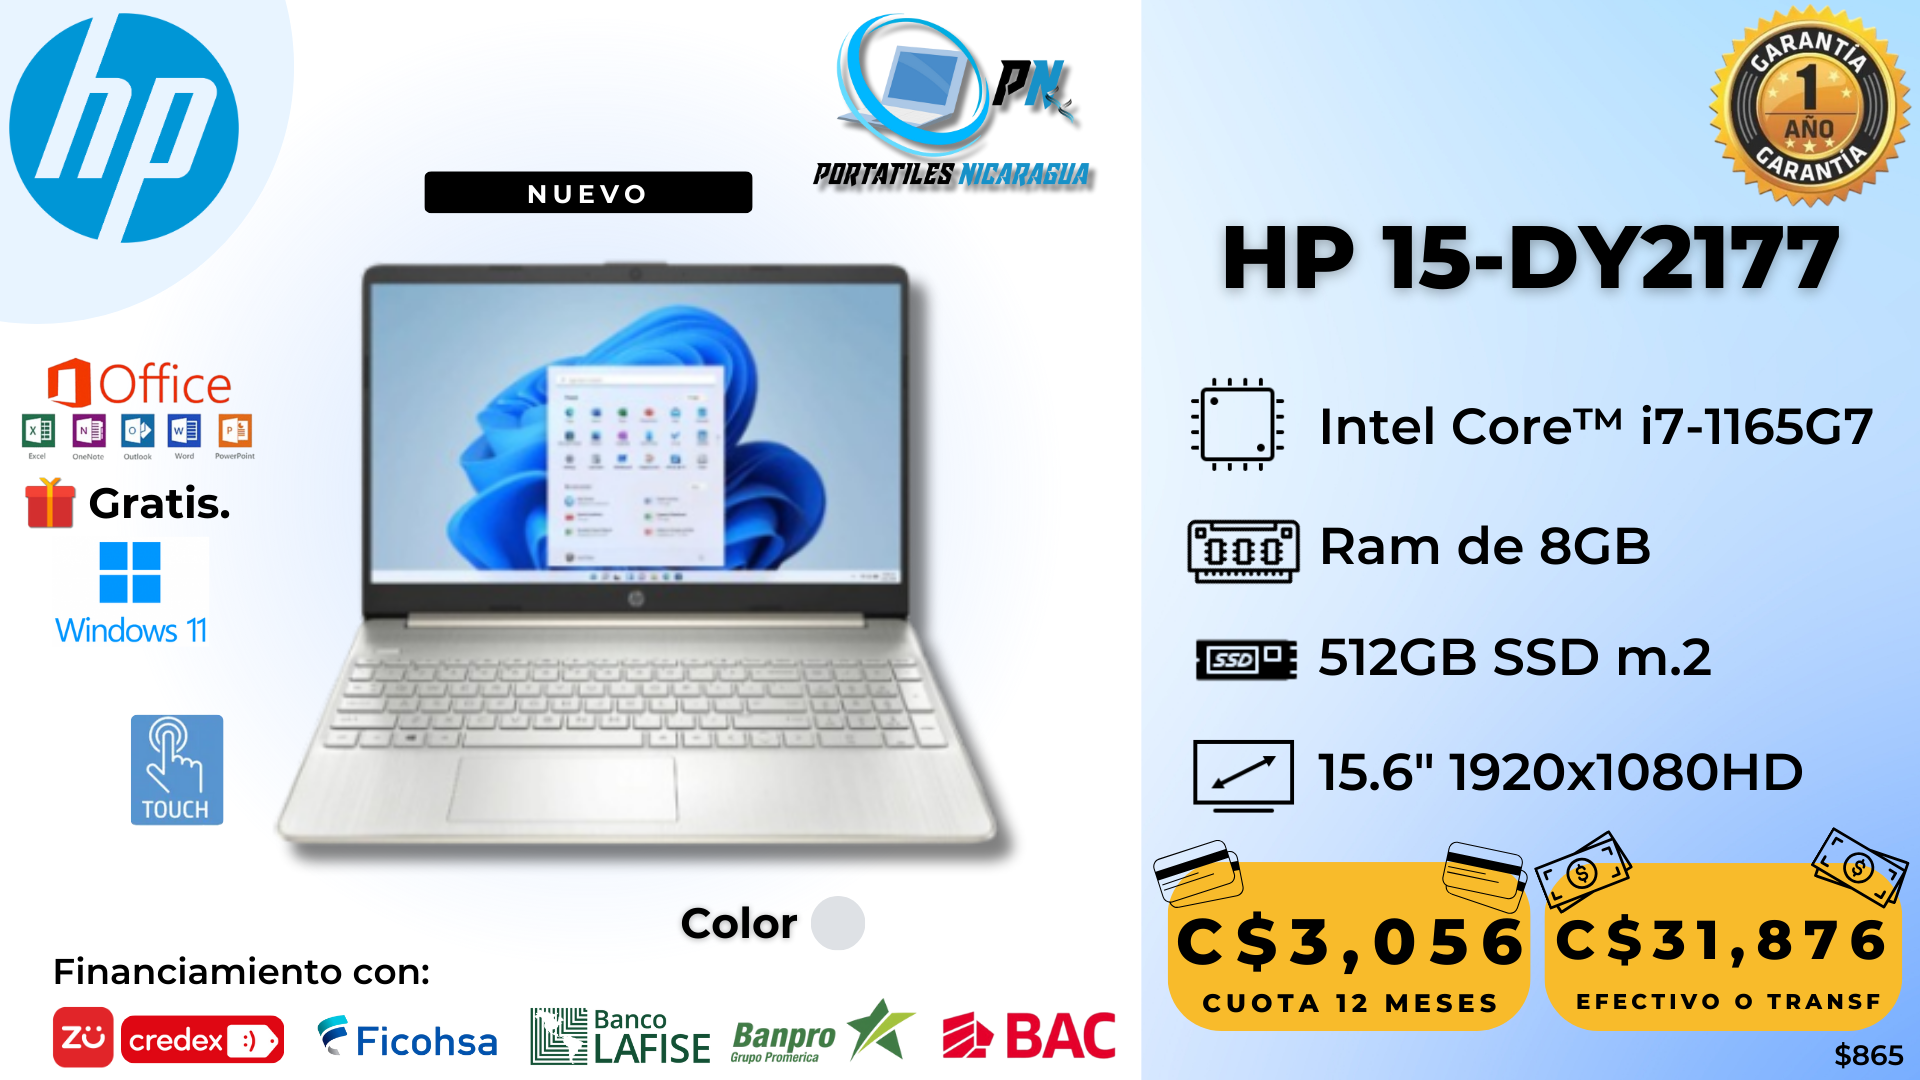 hp
PN
PORTATILES NICARAGUA
NUEVO
Office
Excel OneNote Outlook Word PowerPoint
Gratis.
Windows 11
TOUCH
Color
Financiamiento con:
zü credex :)
Ficohsa
Banco
LAFISE
Banpro
Grupo Promerica
BAC
GARANTÍA
1
AÑO
GARANTÍA
HP 15-DY2177
Intel Core™ i7-1165G7
Ram de 8GB
SSD
512GB SSD m.2
15.6" 1920x1080HD
C$3,056
CUOTA 12 MESES
C$31,876
EFECTIVO O TRANSF
$865